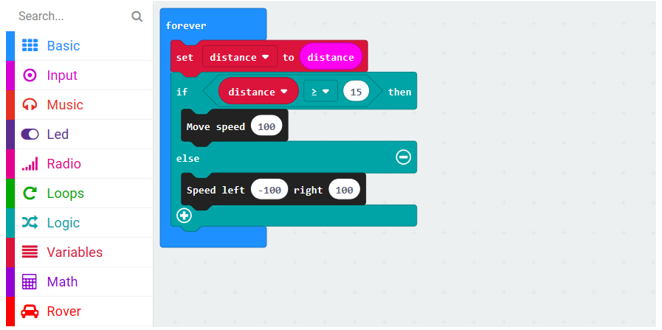 Search...
Basic
Input
Music
Led
Radio
Loops
Logic
Variables
Math
Rover
forever
set distance to distance
if distance ≥ 15 then
Move speed 100
else
Speed left -100 right 100